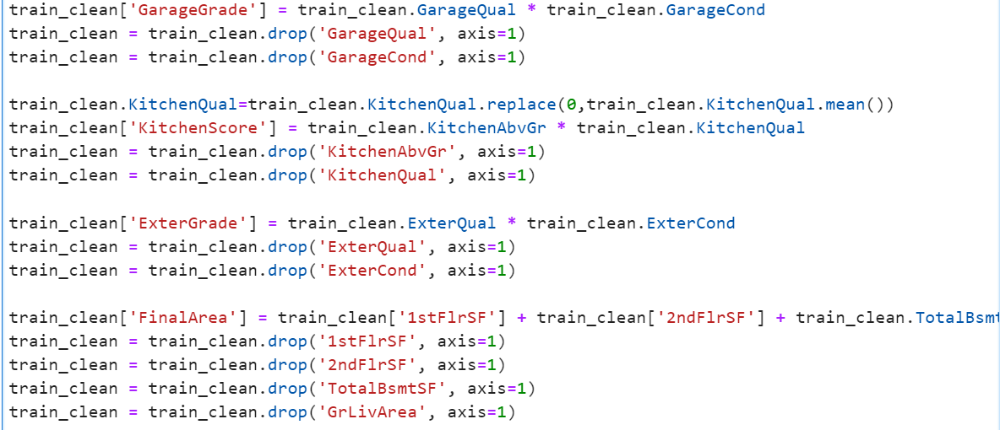 train_clean['GarageGrade'] = train_clean.GarageQual * train_clean.GarageCond
train_clean = train_clean.drop('GarageQual', axis=1)
train_clean = train_clean.drop('GarageCond', axis=1)
train_clean.KitchenQual=train_clean.KitchenQual.replace(0,train_clean.KitchenQual.mean())
train_clean['KitchenScore'] = train_clean.KitchenAbvGr * train_clean.KitchenQual
train_clean = train_clean.drop('KitchenAbvGr', axis=1)
train_clean = train_clean.drop('KitchenQual', axis=1)
train_clean['ExterGrade'] = train_clean.ExterQual * train_clean.ExterCond
train_clean = train_clean.drop('ExterQual', axis=1)
train_clean = train_clean.drop('ExterCond', axis=1)
train_clean['FinalArea'] = train_clean['1stFlrSF'] + train_clean['2ndFlrSF'] + train_clean.TotalBsmt
train_clean = train_clean.drop('1stFlrSF', axis=1)
train_clean = train_clean.drop('2ndFlrSF', axis=1)
train_clean = train_clean.drop('TotalBsmtSF', axis=1)
train_clean = train_clean.drop('GrLivArea', axis=1)